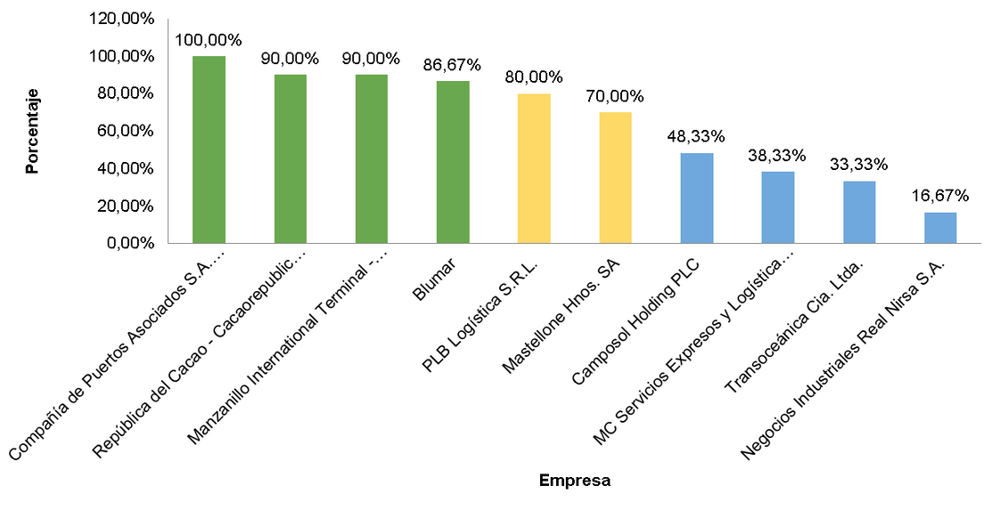 120,00%
100,00%
80,00%
60,00%
40,00%
20,00%
0,00%
Porcentaje
100,00%
90,00%
90,00%
86,67%
80,00%
70,00%
48,33%
38,33%
33,33%
16,67%
Compañía de Puertos Asociados S.A.…
República del Cacao - Cacaorepublic…
Manzanillo International Terminal -…
Blumar
PLB Logística S.R.L.
Mastellone Hnos. SA
Camposol Holding PLC
MC Servicios Expresos y Logística…
Transoceánica Cia. Ltda.
Negocios Industriales Real Nirsa S.A.
Empresa